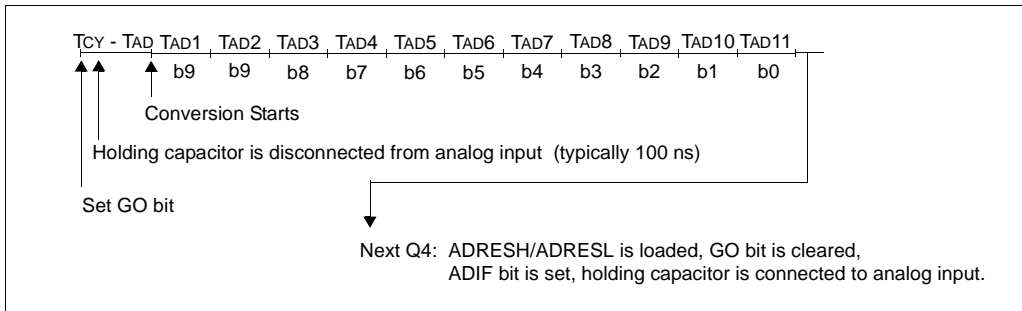 TCY - TAD TAD1 TAD2 TAD3 TAD4 TAD5 TAD6 TAD7 TAD8 TAD9 TAD10 TAD11
b9 b9 b8 b7 b6 b5 b4 b3 b2 b1 b0
Conversion Starts
Holding capacitor is disconnected from analog input (typically 100 ns)
Set GO bit
Next Q4: ADRESH/ADRESL is loaded, GO bit is cleared,
ADIF bit is set, holding capacitor is connected to analog input.